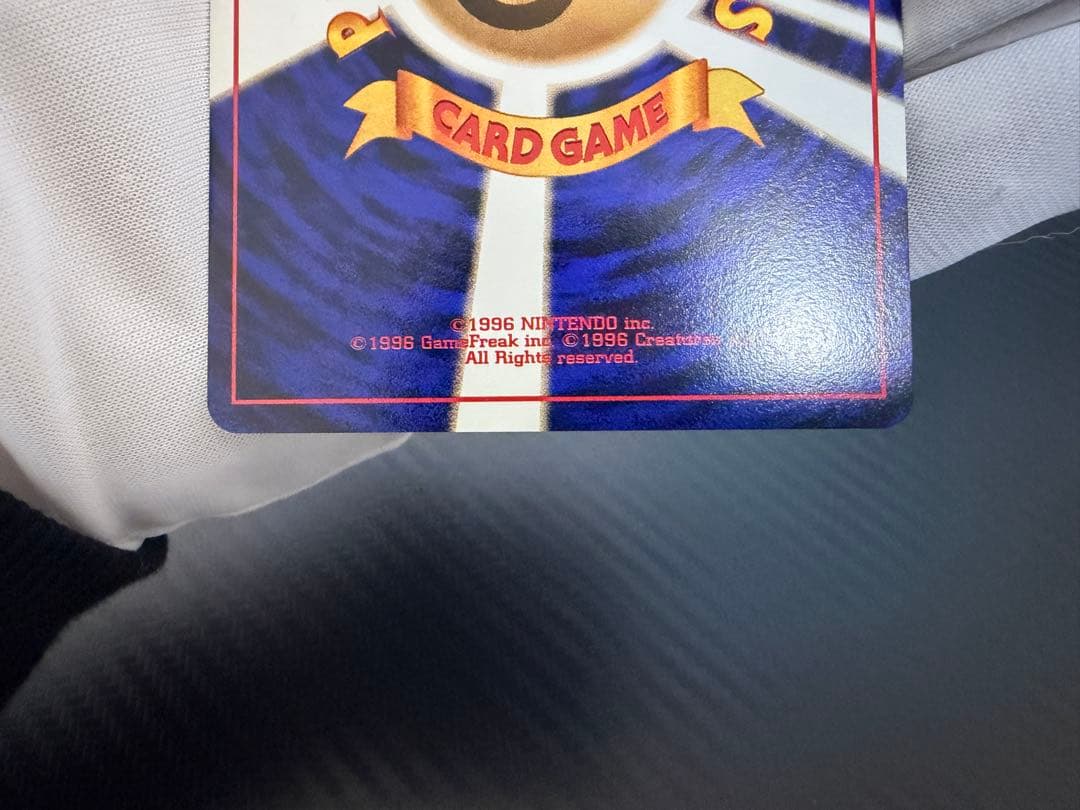 P S
CARD GAME
©1996 NINTENDO inc.
©1996 GameFreak inc. ©1996 Creatures
All Rights reserved.